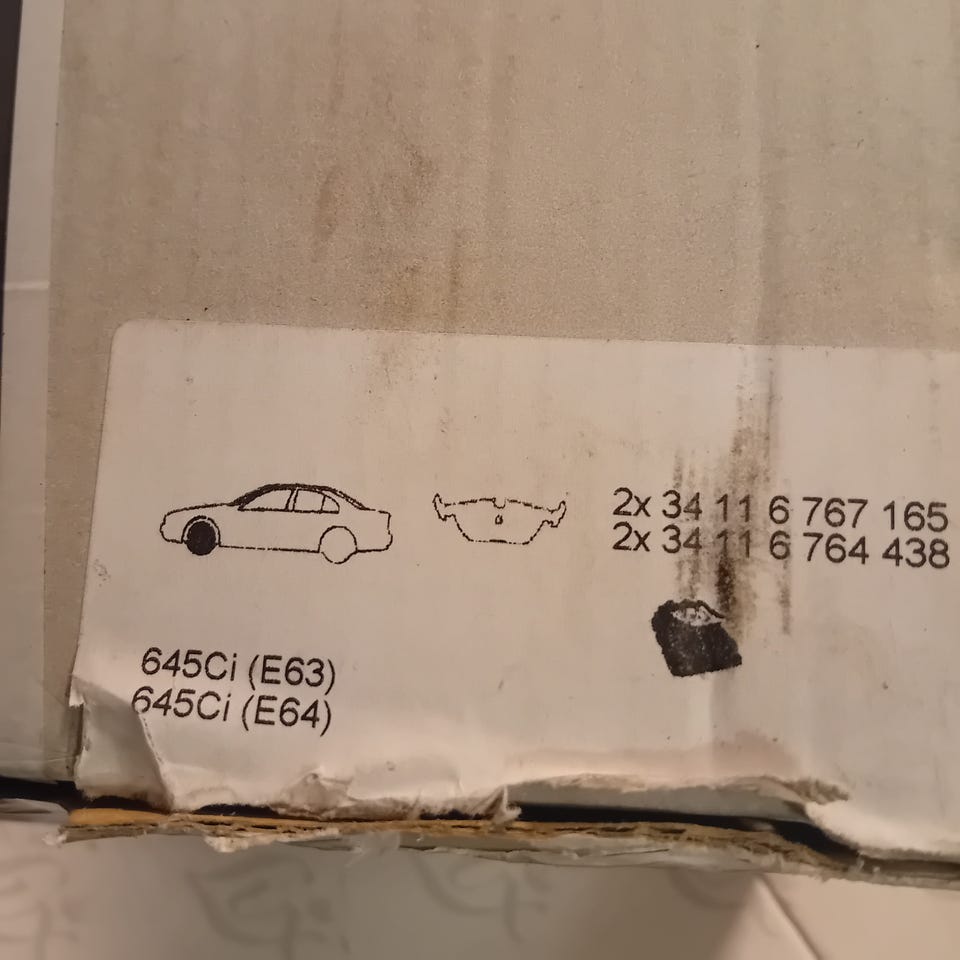 2x 34 11 6 767 165
2x 34 11 6 764 438
645Ci (E63)
645Ci (E64)